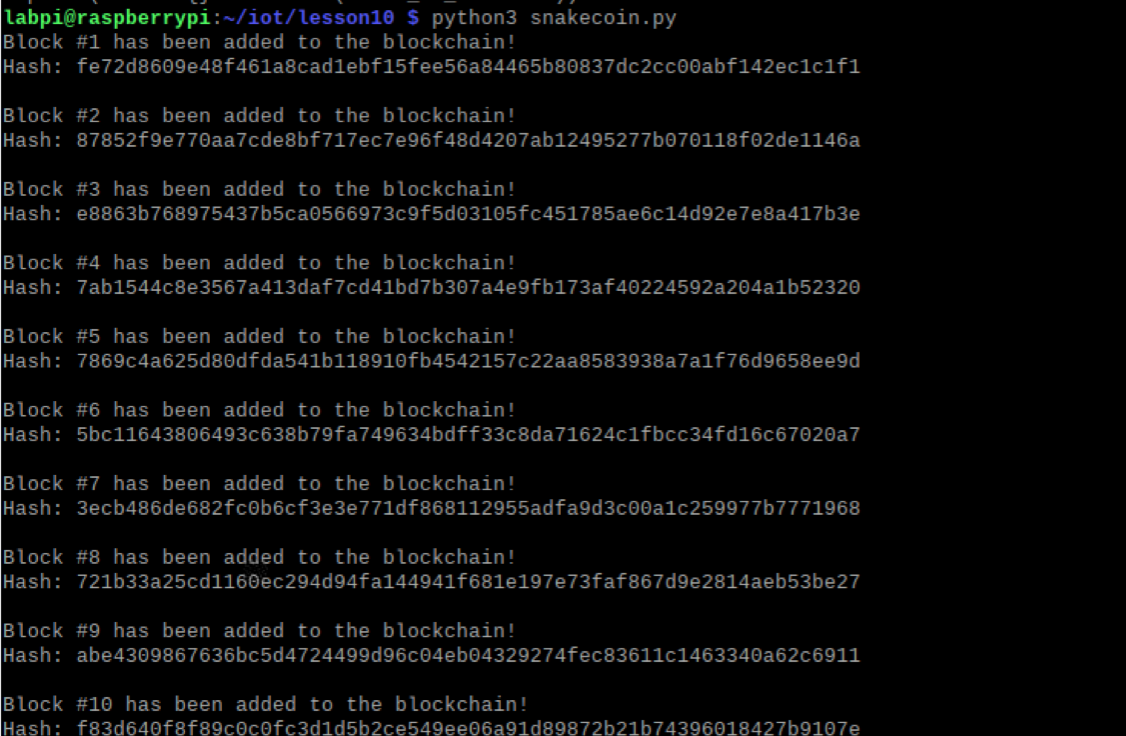 labpi@raspberrypi:~/iot/lesson10 $ python3 snakecoin.py
Block #1 has been added to the blockchain!
Hash: fe72d8609e48f461a8cad1ebf15fee56a84465b80837dc2cc00abf142ec1c1f1
Block #2 has been added to the blockchain!
Hash: 87852f9e770aa7cde8bf717ec7e96f48d4207ab12495277b070118f02de1146a
Block #3 has been added to the blockchain!
Hash: e8863b768975437b5ca0566973c9f5d03105fc451785ae6c14d92e7e8a417b3e
Block #4 has been added to the blockchain!
Hash: 7ab1544c8e3567a413daf7cd41bd7b307a4e9fb173af40224592a204a1b52320
Block #5 has been added to the blockchain!
Hash: 7869c4a625d80dfda541b118910fb4542157c22aa8583938a7a1f76d9658ee9d
Block #6 has been added to the blockchain!
Hash: 5bc11643806493c638b79fa749634bdff33c8da71624c1fbcc34fd16c67020a7
Block #7 has been added to the blockchain!
Hash: 3ecb486de682fc0b6cf3e3e771df868112955adfa9d3c00a1c259977b7771968
Block #8 has been added to the blockchain!
Hash: 721b33a25cd1160ec294d94fa144941f681e197e73faf867d9e2814aeb53be27
Block #9 has been added to the blockchain!
Hash: abe4309867636bc5d4724499d96c04eb04329274fec83611c1463340a62c6911
Block #10 has been added to the blockchain!
Hash: f83d640f8f89c0c0fc3d1d5b2ce549ee06a91d89872b21b74396018427b9107e